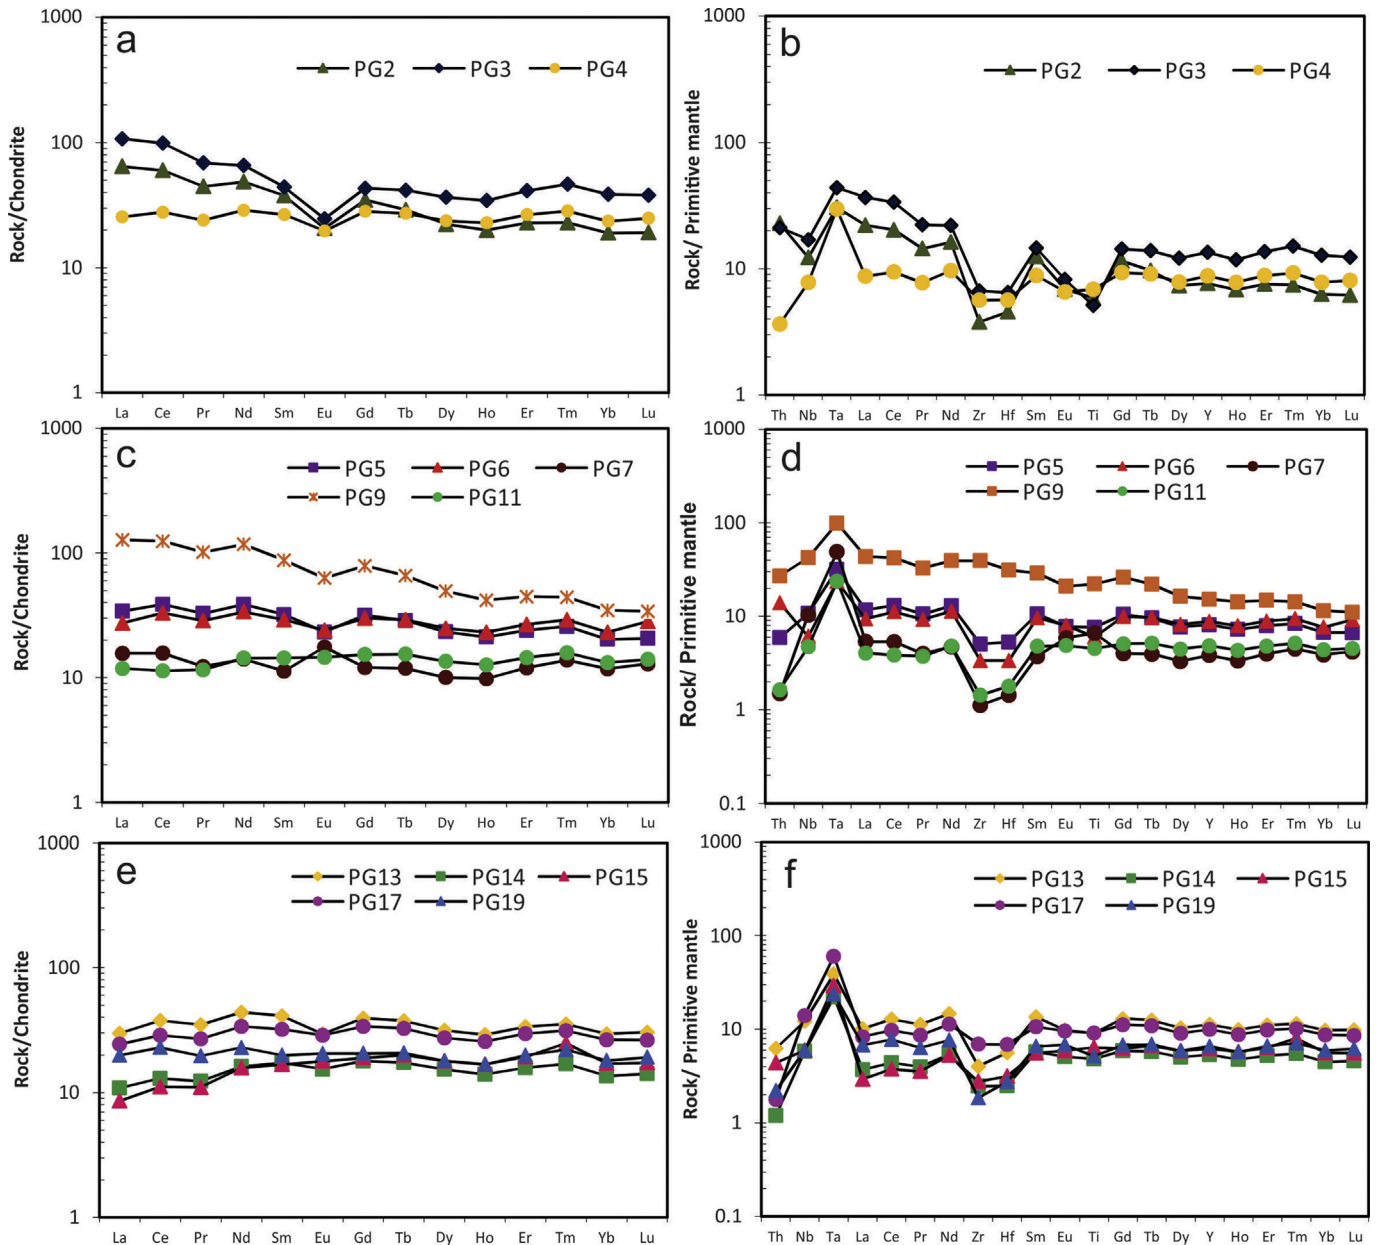 a
1000
100
10
1
Rock/Chondrite
PG2 PG3 PG4
La Ce Pr Nd Sm Eu Gd Tb Dy Ho Er Tm Yb Lu
b
1000
100
10
1
Rock/ Primitive mantle
PG2 PG3 PG4
Th Nb Ta La Ce Pr Nd Zr Hf Sm Eu Ti Gd Tb Dy Y Ho Er Tm Yb Lu
c
1000
100
10
1
Rock/Chondrite
PG5 PG6 PG7
PG9 PG11
La Ce Pr Nd Sm Eu Gd Tb Dy Ho Er Tm Yb Lu
d
1000
100
10
1
0.1
Rock/ Primitive mantle
PG5 PG6 PG7
PG9 PG11
Th Nb Ta La Ce Pr Nd Zr Hf Sm Eu Ti Gd Tb Dy Y Ho Er Tm Yb Lu
e
1000
100
10
1
Rock/Chondrite
PG13 PG14 PG15
PG17 PG19
La Ce Pr Nd Sm Eu Gd Tb Dy Ho Er Tm Yb Lu
f
1000
100
10
1
0.1
Rock/ Primitive mantle
PG13 PG14 PG15
PG17 PG19
Th Nb Ta La Ce Pr Nd Zr Hf Sm Eu Ti Gd Tb Dy Y Ho Er Tm Yb Lu